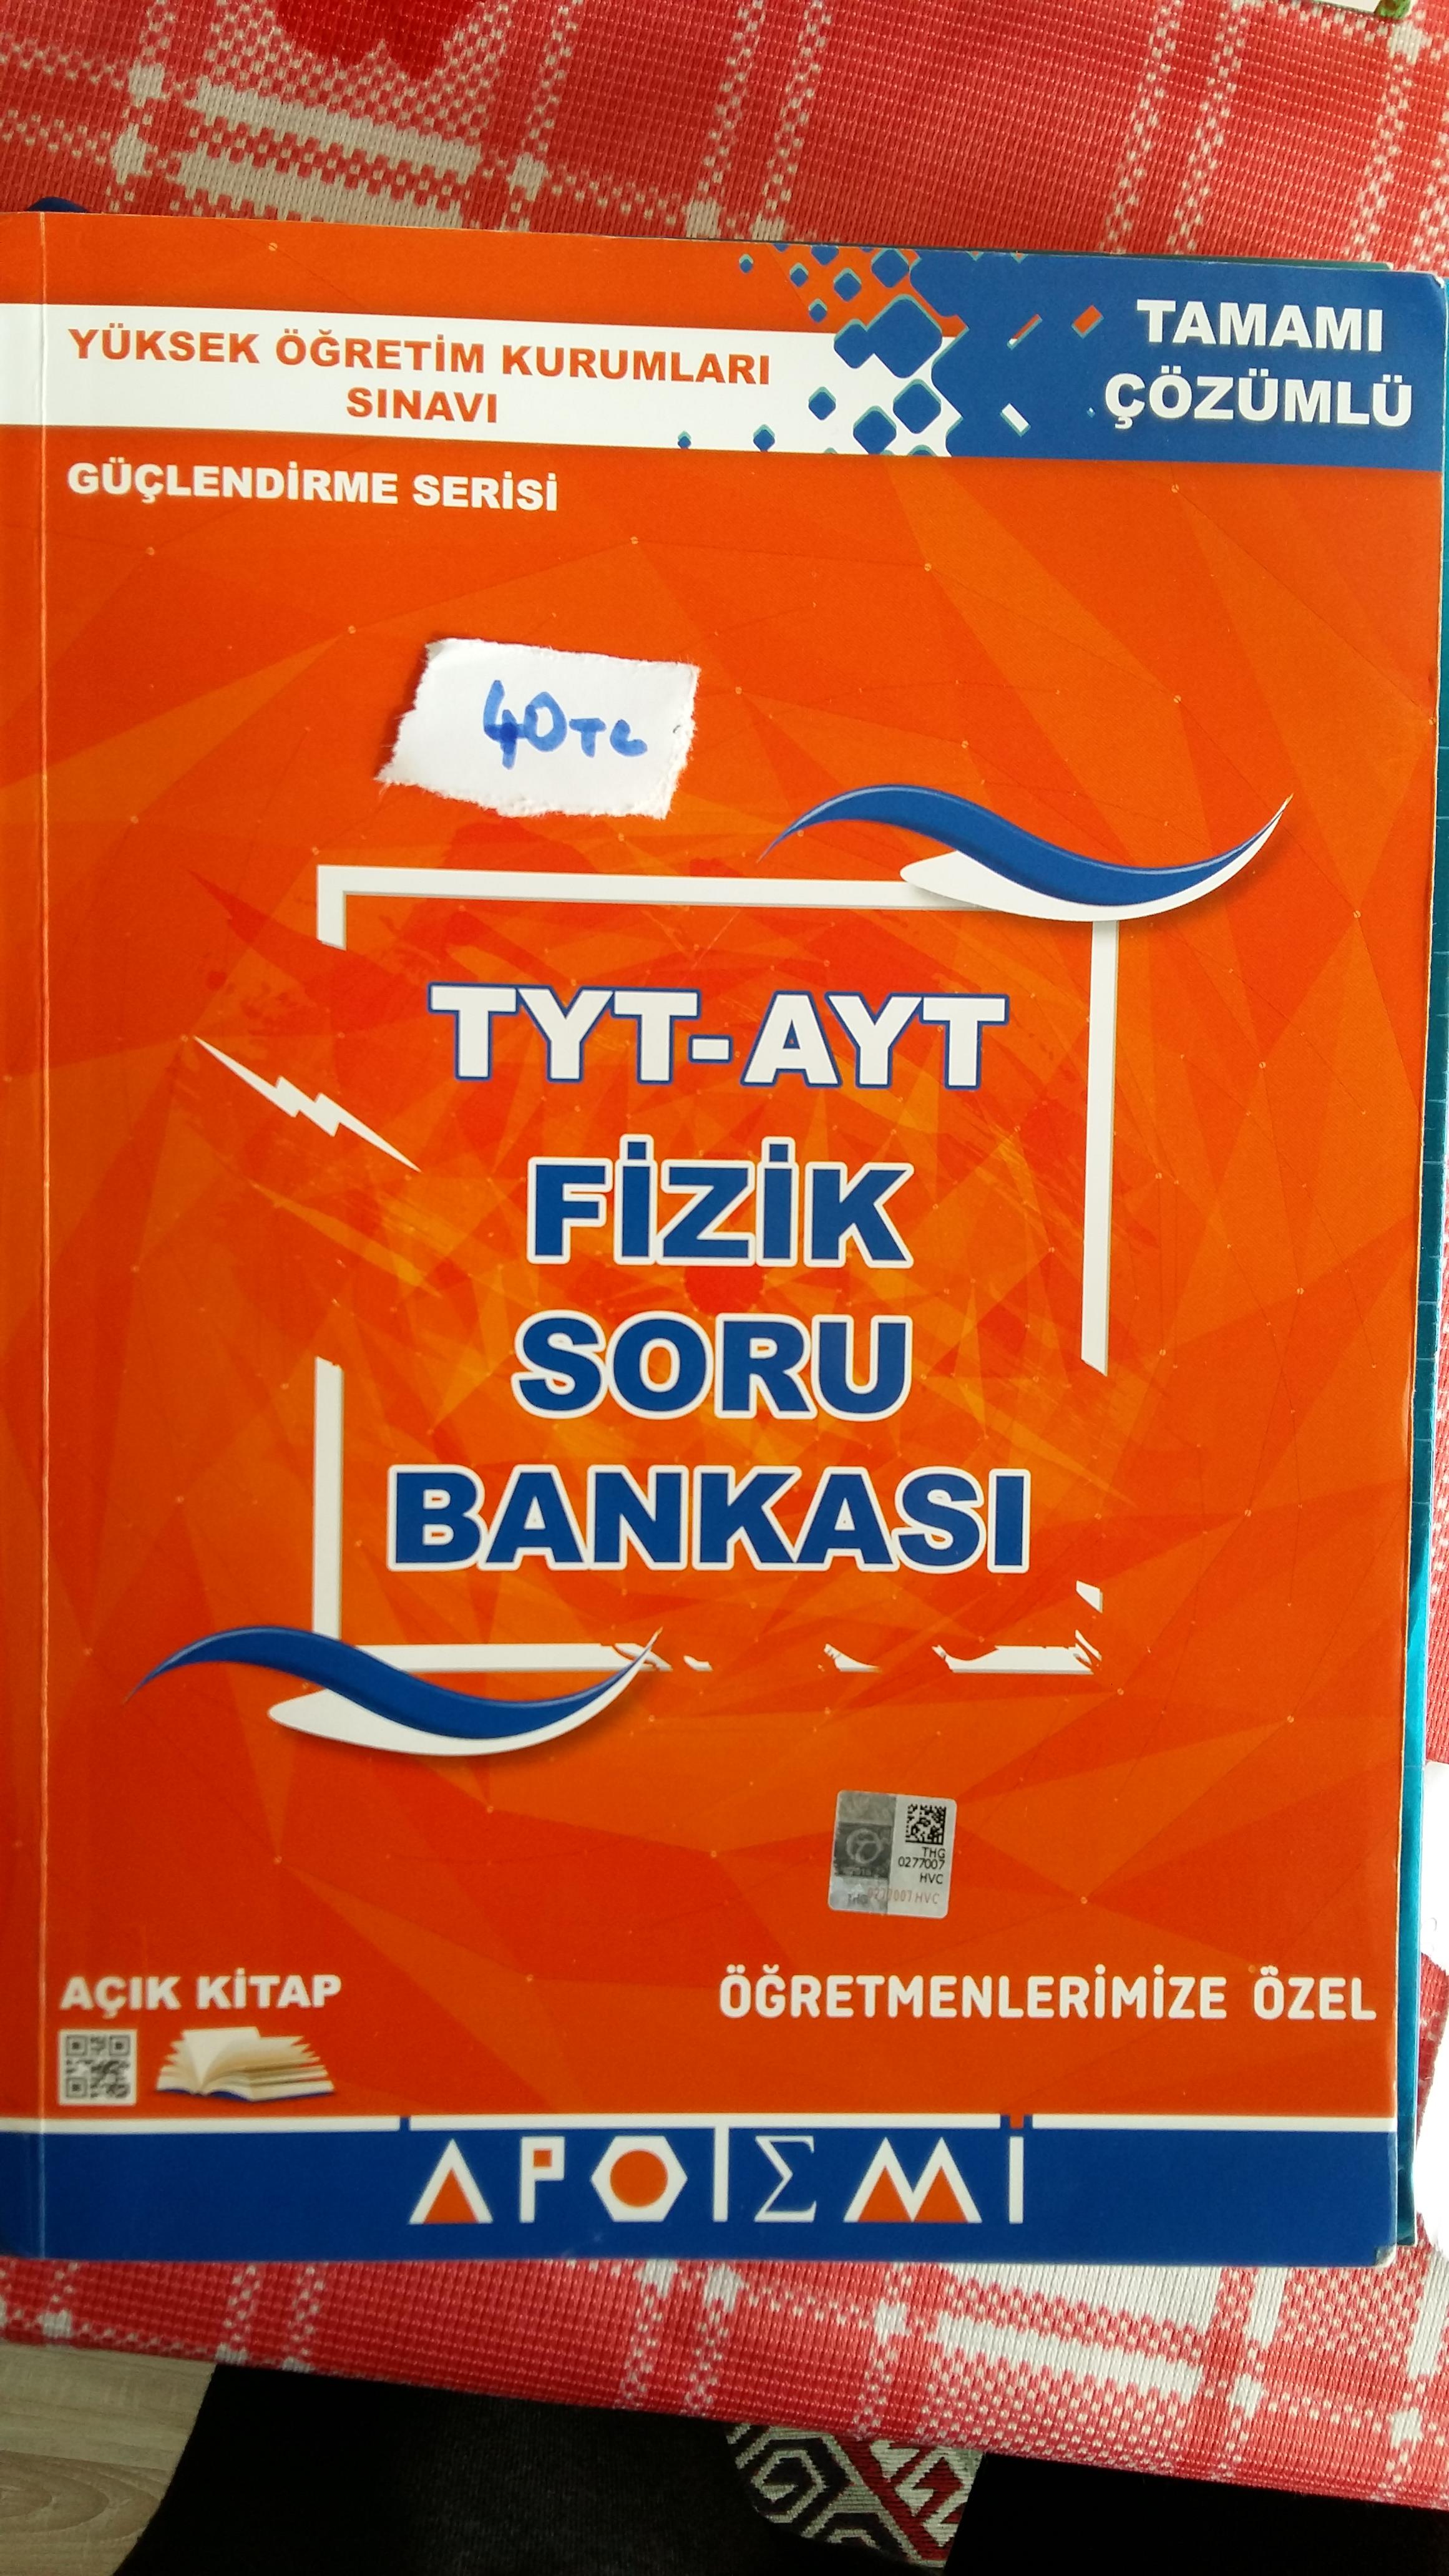 YÜKSEK ÖĞRETİM KURUMLARI
SINAVI
TAMAMI
ÇÖZÜMLÜ
GÜÇLENDİRME SERİSİ
40TL
TYT-AYT
FİZİK
SORU
BANKASI
THG
0277007
HVC
AÇIK KİTAP
ÖĞRETMENLERİMİZE ÖZEL
APOTEMİ